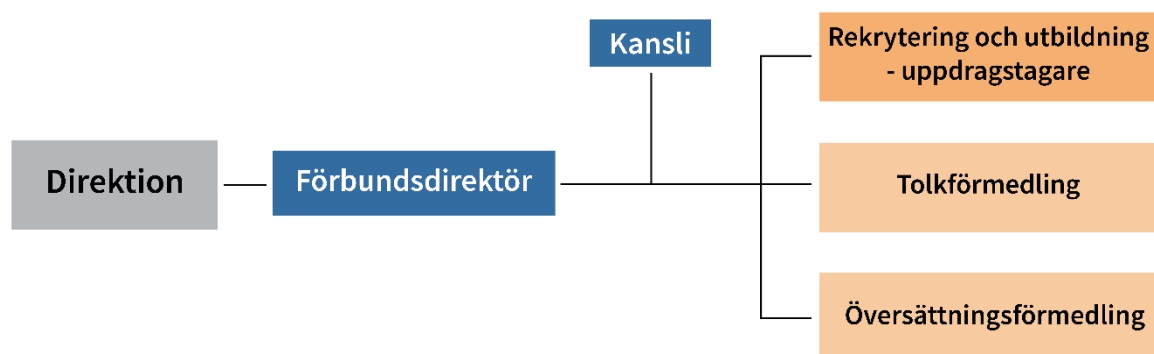 Kansli
Rekrytering och utbildning
- uppdragstagare
Direktion
Förbundsdirektör
Tolkförmedling
Översättningsförmedling